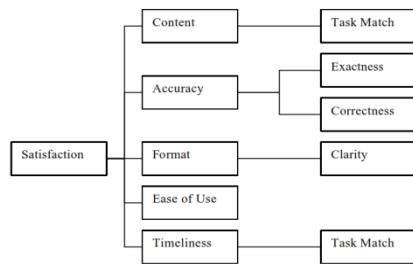 Content
Task Match
Exactness
Accuracy
Correctness
Satisfaction
Format
Clarity
Ease of Use
Timeliness
Task Match